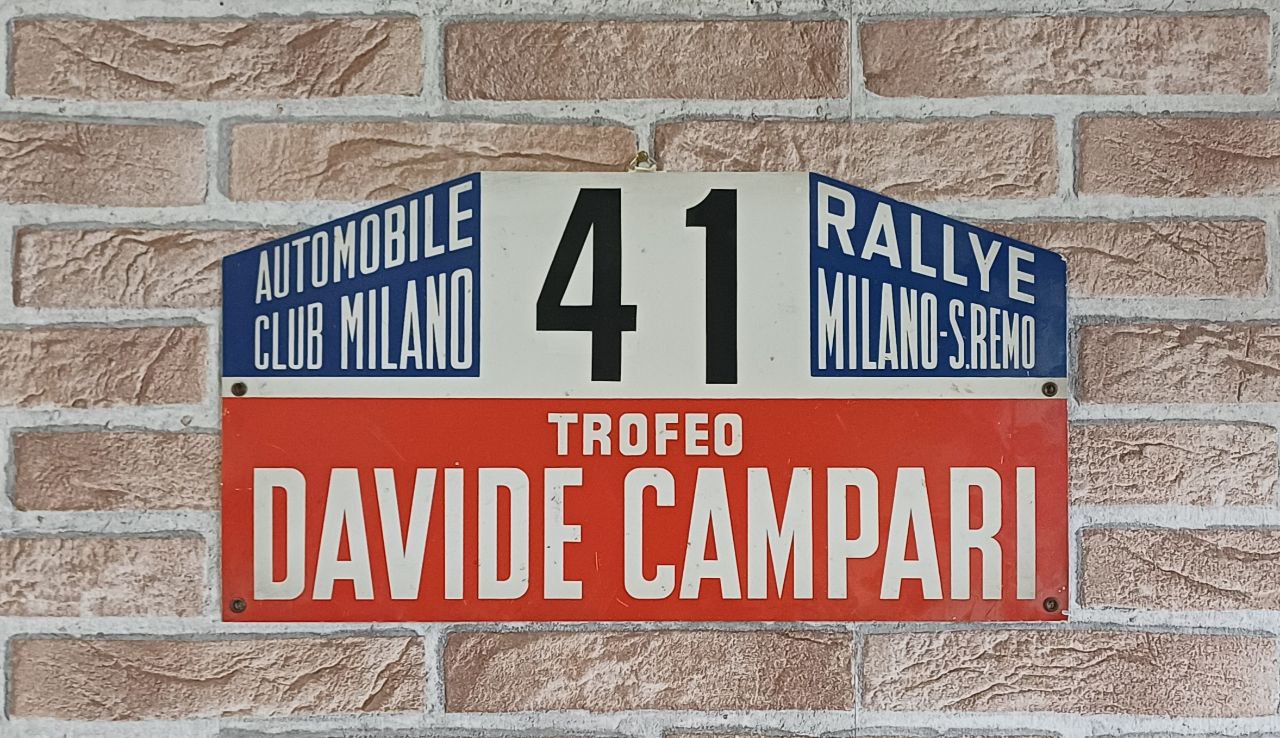 AUTOMOBILE
CLUB MILANO
41
RALLYE
MILANO-S.REMO
TROFEO
DAVIDE CAMPARI